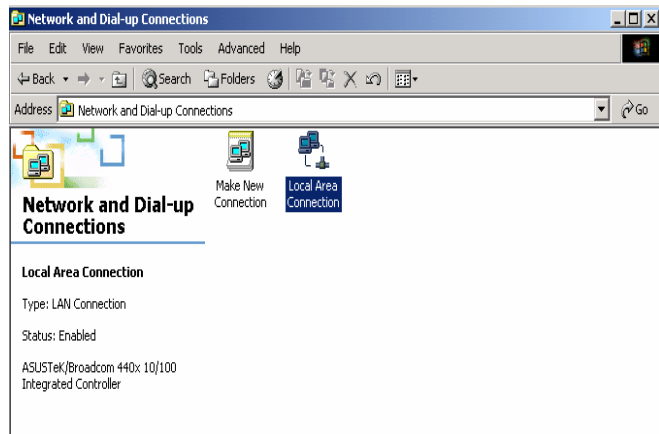 Network and Dial-up Connections
File Edit View Favorites Tools Advanced Help
Back Search Folders
Address Network and Dial-up Connections Go
Make New
Connection
Local Area
Connection
Network and Dial-up
Connections
Local Area Connection
Type: LAN Connection
Status: Enabled
ASUSTeK/Broadcom 440x 10/100
Integrated Controller